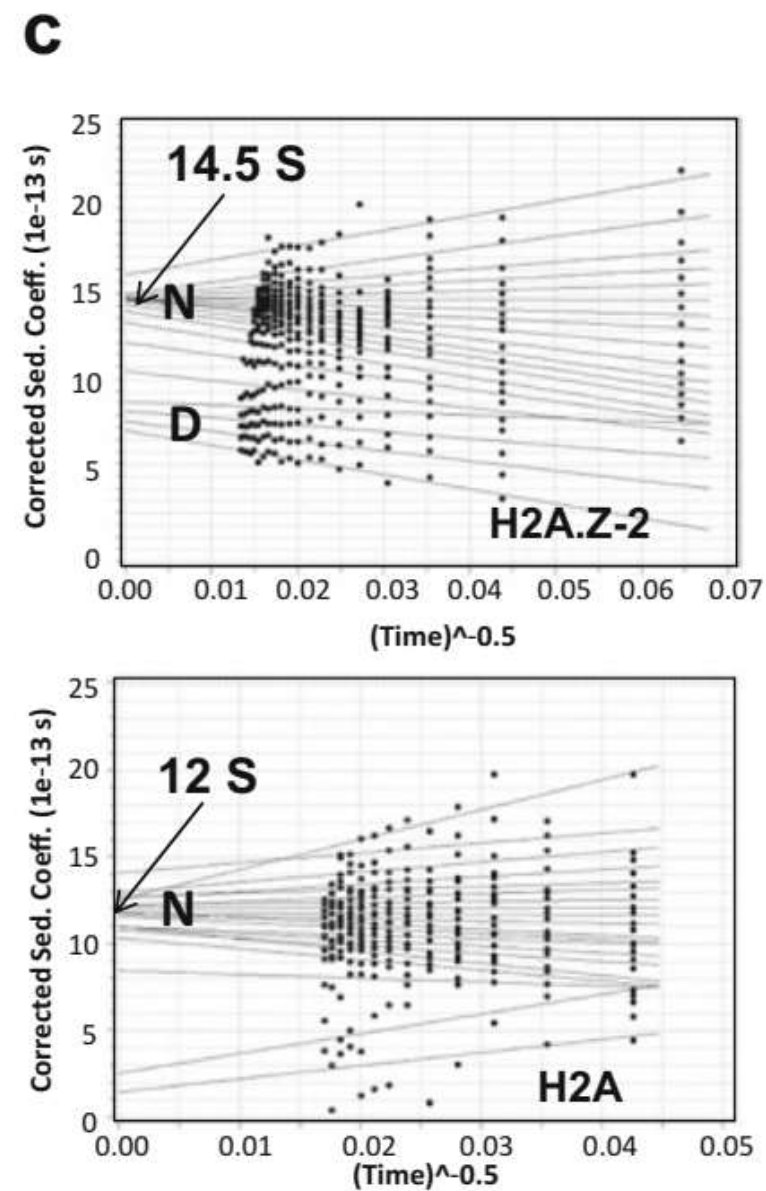 C
25
20
15
10
5
0
Corrected Sed. Coeff. (1e-13 s)
14.5 S
N
D
H2A.Z-2
0.00 0.01 0.02 0.03 0.04 0.05 0.06 0.07
(Time)^-0.5
25
20
15
10
5
0
Corrected Sed. Coeff. (1e-13 s)
12 S
N
H2A
0.00 0.01 0.02 0.03 0.04 0.05
(Time)^-0.5